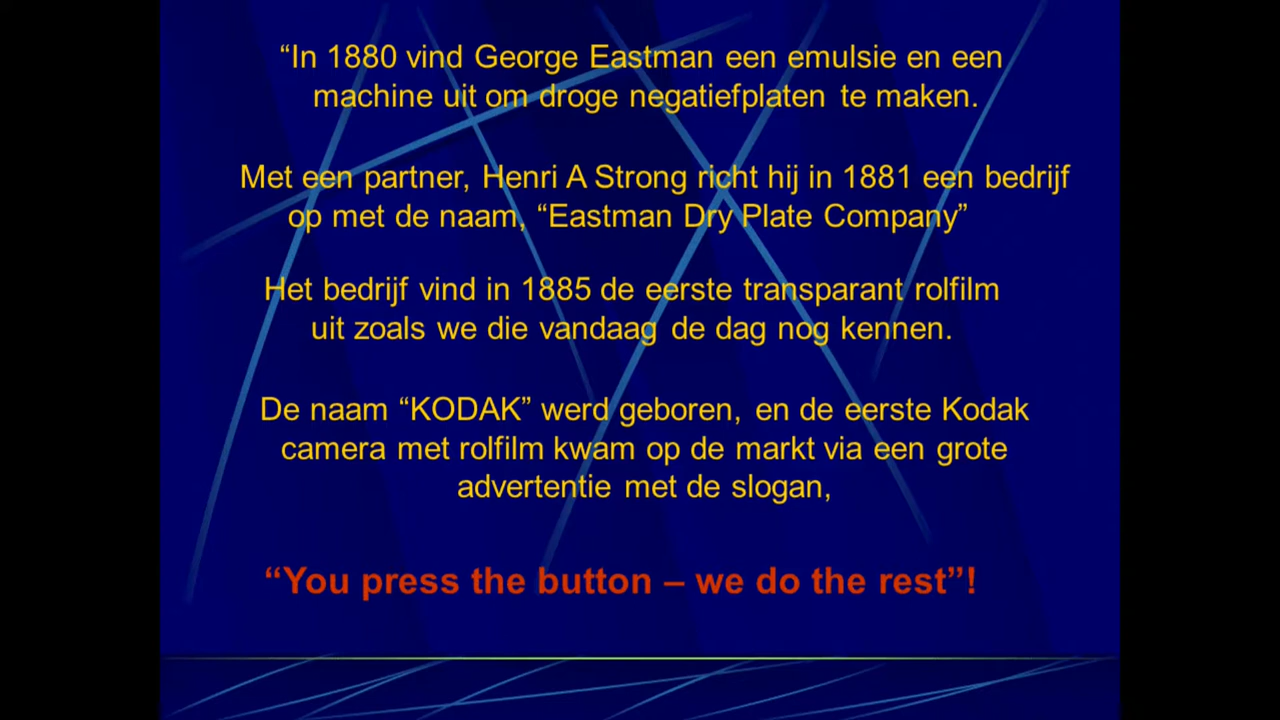 “In 1880 vind George Eastman een emulsie en een
machine uit om droge negatiefplaten te maken.
Met een partner, Henri A Strong richt hij in 1881 een bedrijf
op met de naam, “Eastman Dry Plate Company”
Het bedrijf vind in 1885 de eerste transparant rolfilm
uit zoals we die vandaag de dag nog kennen.
De naam “KODAK” werd geboren, en de eerste Kodak
camera met rolfilm kwam op de markt via een grote
advertentie met de slogan,
“You press the button – we do the rest”!